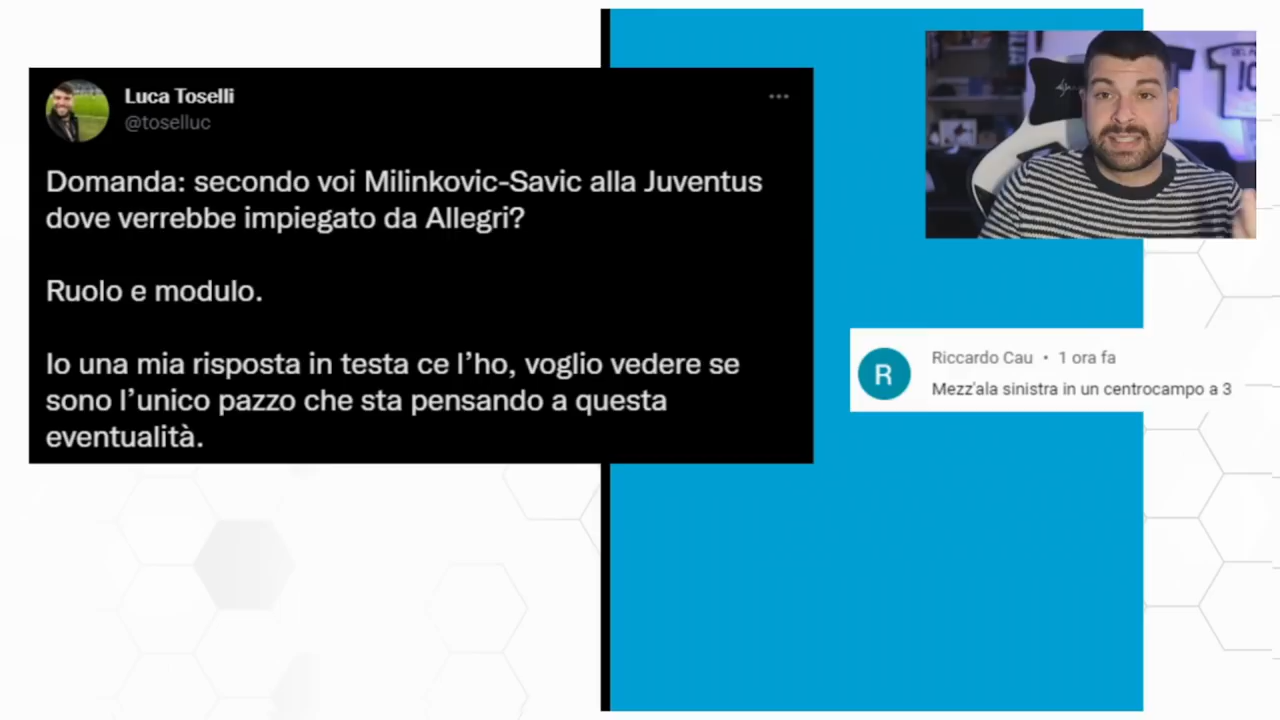 Luca Toselli
@toselluc
Domanda: secondo voi Milinkovic-Savic alla Juventus
dove verrebbe impiegato da Allegri?
Ruolo e modulo.
Io una mia risposta in testa ce l’ho, voglio vedere se
sono l’unico pazzo che sta pensando a questa
eventualità.
10
R
Riccardo Cau • 1 ora fa
Mezz'ala sinistra in un centrocampo a 3